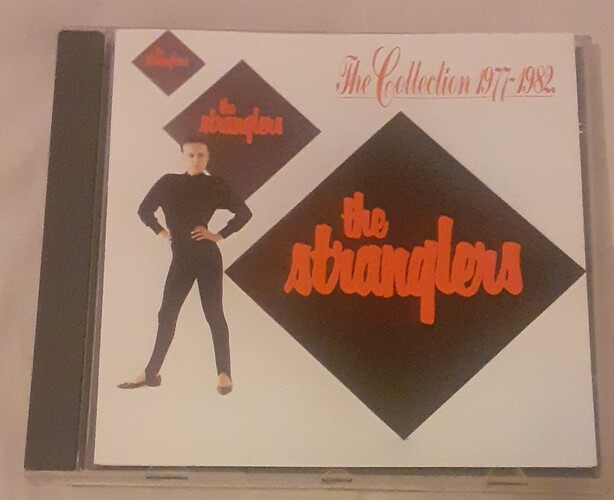 the
stranglers
The Collection 1977-1982
the
stranglers
the
stranglers